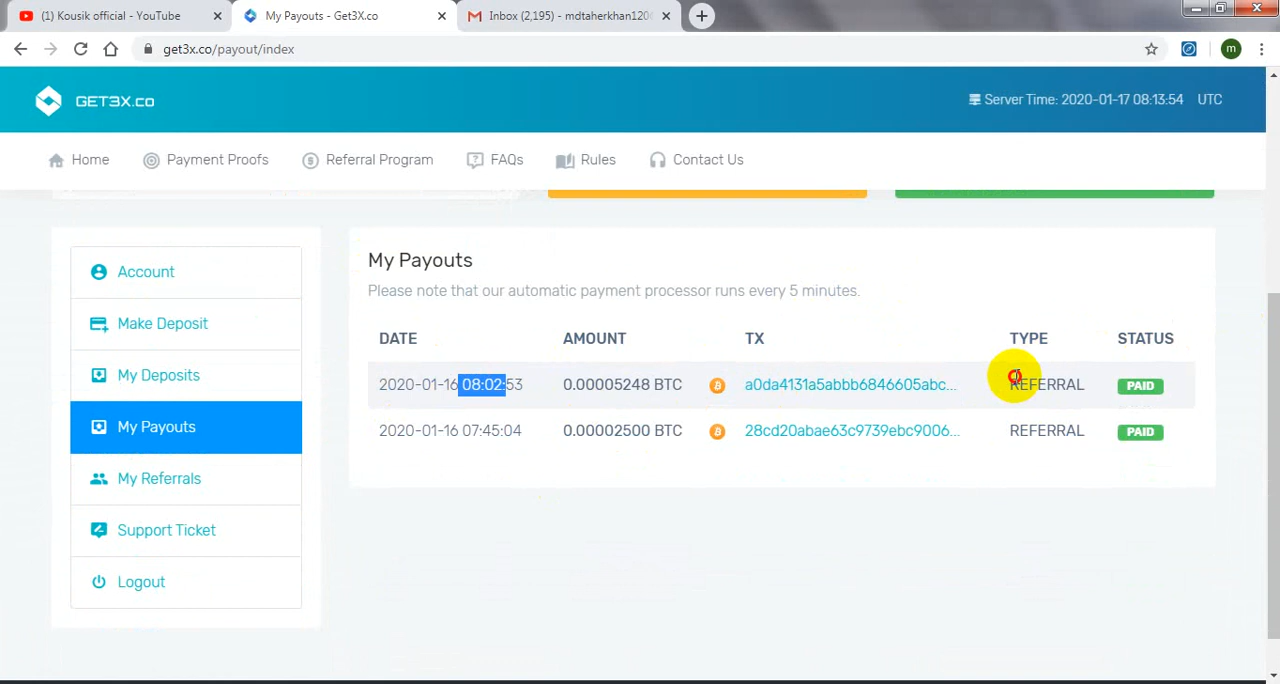 (1) Kousik official - YouTube
My Payouts - Get3x.co
Inbox (2,195) - mdtaherkhan120
get3x.co/payout/index
m
GET3X.co
Server Time: 2020-01-17 08:13:54 UTC
Home
Payment Proofs
Referral Program
FAQs
Rules
Contact Us
Account
Make Deposit
My Deposits
My Payouts
My Referrals
Support Ticket
Logout
My Payouts
Please note that our automatic payment processor runs every 5 minutes.
DATE AMOUNT TX TYPE STATUS
2020-01-16 08:02:53 0.00005248 BTC a0da4131a5abbb6846605abc... REFERRAL PAID
2020-01-16 07:45:04 0.00002500 BTC 28cd20abae63c9739ebc9006... REFERRAL PAID